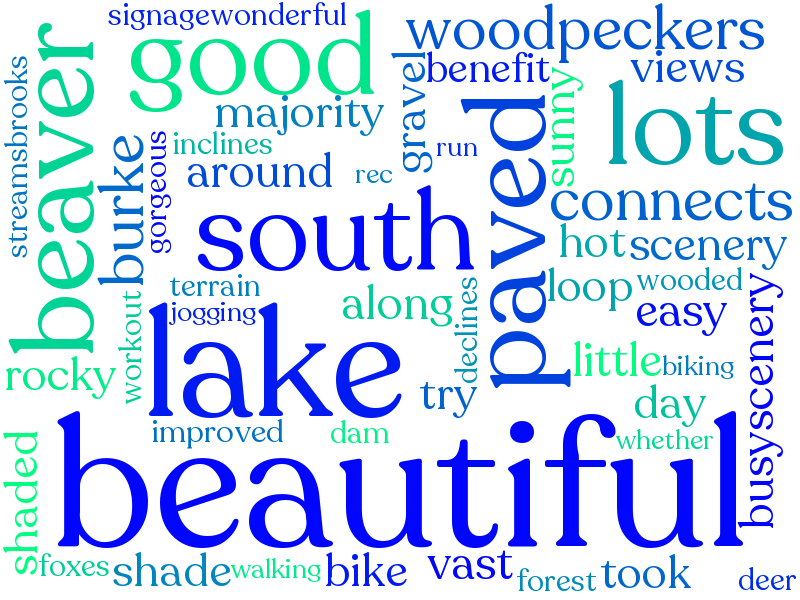 signagewonderful
good
woodpeckers
beaver
streamsbrooks
benefit
views
majority
gravel
sunny
lots
burke
gorgeous
inclines
run
paved
around
rec
connects
south
hot
scenery
terrain
along
loop
wooded
jogging
declines
easy
busyscenery
workout
lake
rocky
little
biking
try
day
improved
dam
whether
beautiful
shaded
foxes
shade
walking
bike
vast
forest
took
deer